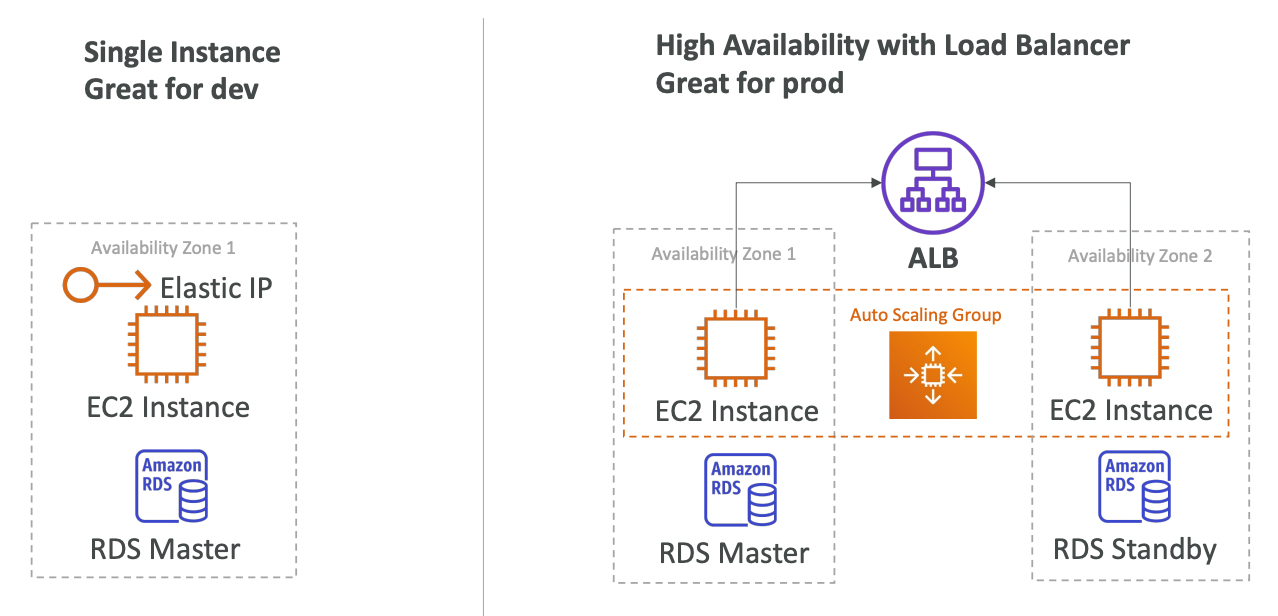 Single Instance
Great for dev
Availability Zone 1
Elastic IP
EC2 Instance
Amazon
RDS
RDS Master
High Availability with Load Balancer
Great for prod
ALB
Availability Zone 1
Availability Zone 2
Auto Scaling Group
EC2 Instance
EC2 Instance
Amazon
RDS
RDS Master
Amazon
RDS
RDS Standby